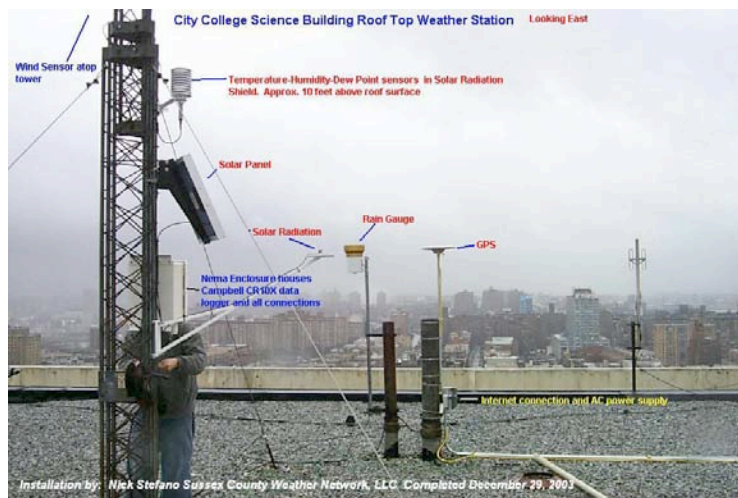 City College Science Building Roof Top Weather Station
Looking East
Wind Sensor atop
tower
Temperature-Humidity-Dew Point sensors in Solar Radiation
Shield. Approx. 10 feet above roof surface
Solar Panel
Solar Radiation
Rain Gauge
GPS
Nema Enclosure houses
Campbell CR10X data
logger and all connections
Internet connection and AC power supply
Installation by: Nick Stefano Sussex County Weather Network, LLC Completed December 29, 2003